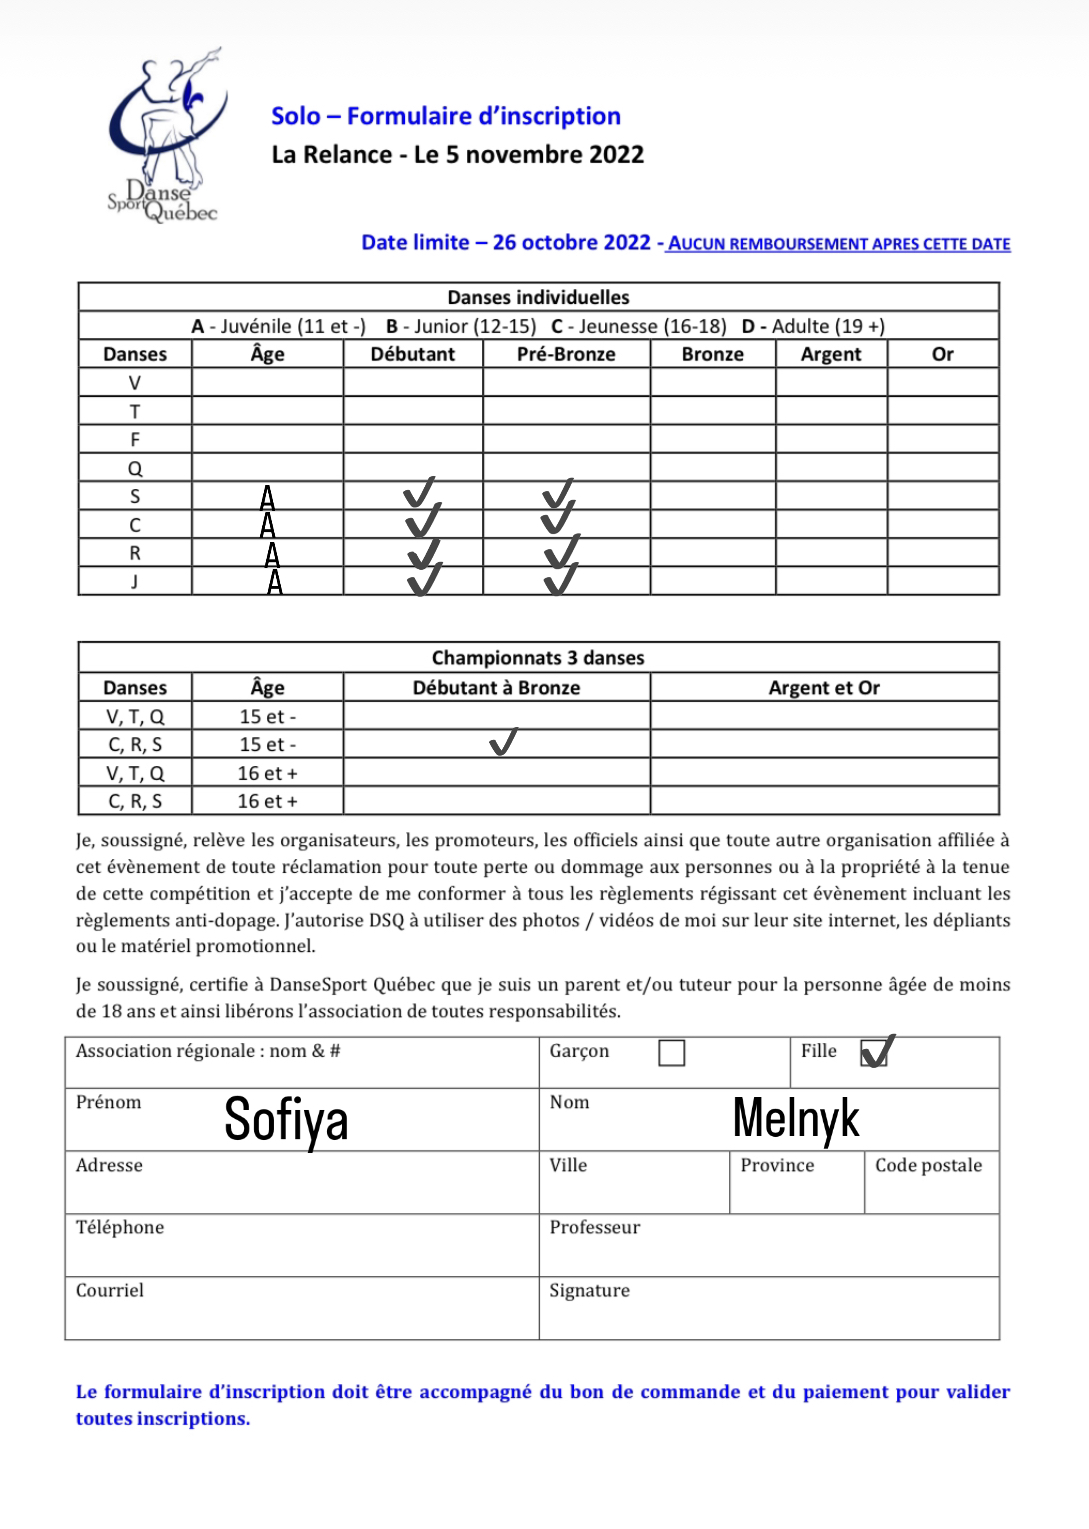 Danse
Sport Québec
Solo – Formulaire d’inscription
La Relance - Le 5 novembre 2022
Date limite – 26 octobre 2022 - AUCUN REMBOURSEMENT APRES CETTE DATE
Danses individuelles
A - Juvénile (11 et -) B - Junior (12-15) C - Jeunesse (16-18) D - Adulte (19 +)
Danses Âge Débutant Pré-Bronze Bronze Argent Or
V
T
F
Q
S A ✓ ✓
C A ✓ ✓
R A ✓ ✓
J A ✓ ✓
Championnats 3 danses
Danses Âge Débutant à Bronze Argent et Or
V, T, Q 15 et -
C, R, S 15 et - ✓
V, T, Q 16 et +
C, R, S 16 et +
Je, soussigné, relève les organisateurs, les promoteurs, les officiels ainsi que toute autre organisation affiliée à
cet évènement de toute réclamation pour toute perte ou dommage aux personnes ou à la propriété à la tenue
de cette compétition et j’accepte de me conformer à tous les règlements régissant cet évènement incluant les
règlements anti-dopage. J’autorise DSQ à utiliser des photos / vidéos de moi sur leur site internet, les dépliants
ou le matériel promotionnel.
Je soussigné, certifie à DanseSport Québec que je suis un parent et/ou tuteur pour la personne âgée de moins
de 18 ans et ainsi libérons l’association de toutes responsabilités.
Association régionale : nom & # Garçon Fille ✓
Prénom Sofiya Nom Melnyk
Adresse Ville Province Code postale
Téléphone Professeur
Courriel Signature
Le formulaire d’inscription doit être accompagné du bon de commande et du paiement pour valider
toutes inscriptions.